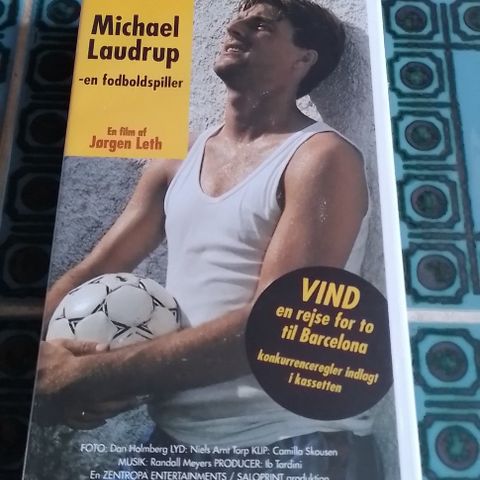 Michael
Laudrup
-en fodboldspiller
En film af
Jørgen Leth
VIND
en rejse for to
til Barcelona
konkurrenceregler indlagt
i kassetten
FOTO: Dan Holmberg LYD: Niels Arnt Torp KLIP: Camilla Skousen
MUSIK: Randall Meyers PRODUCER: Ib Tardini
En ZENTROPA ENTERTAINMENTS / SALOPRINT produktion